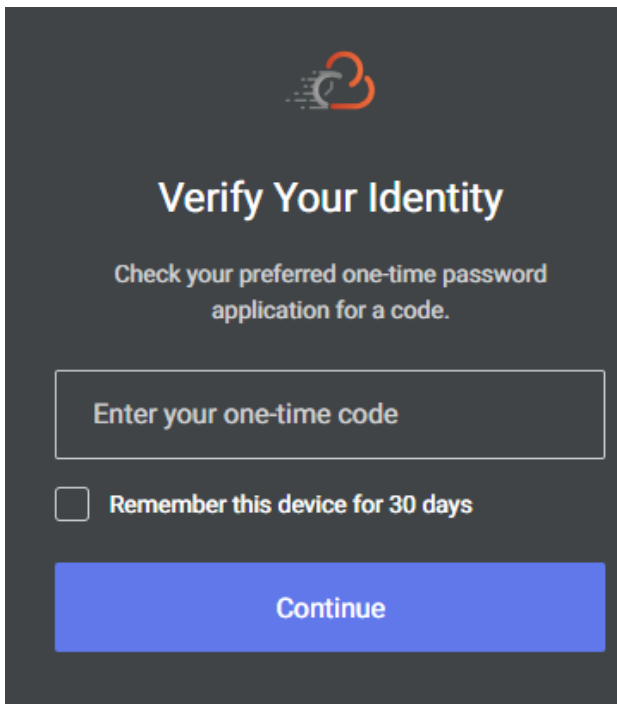 Verify Your Identity
Check your preferred one-time password
application for a code.
Enter your one-time code
Remember this device for 30 days
Continue